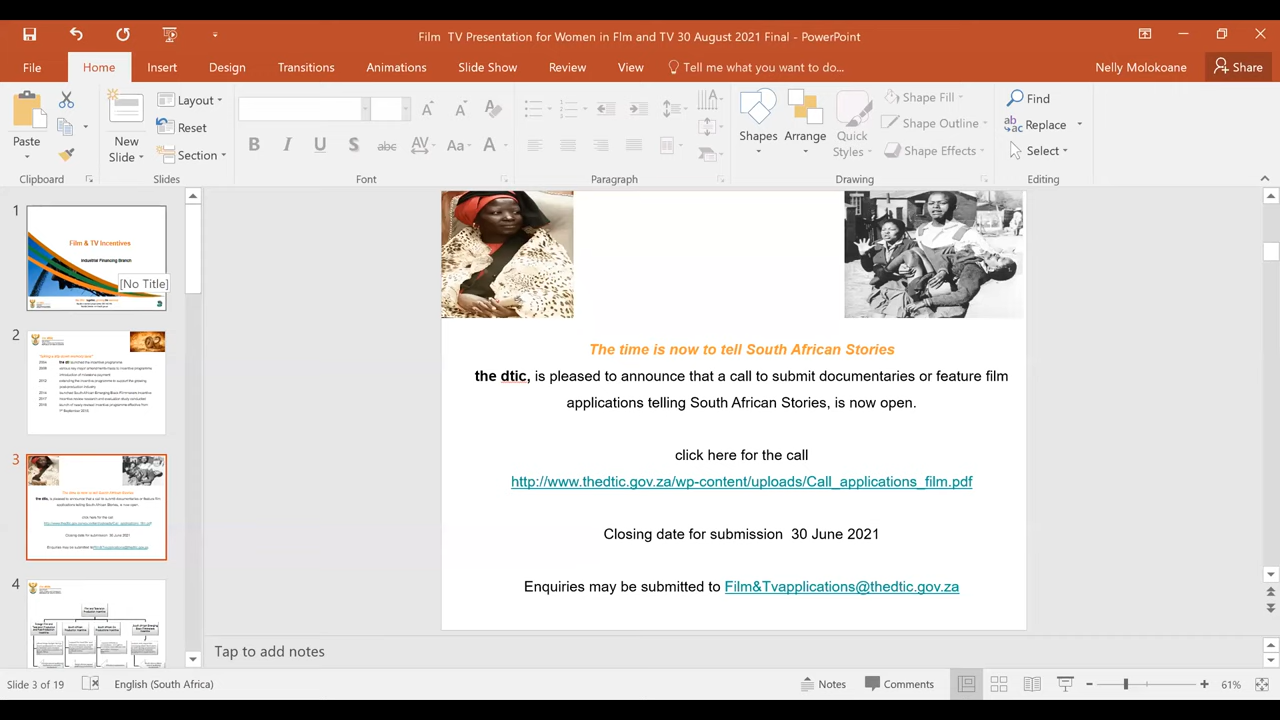 Film TV Presentation for Women in FIm and TV 30 August 2021 Final - PowerPoint
File Home Insert Design Transitions Animations Slide Show Review View Tell me what you want to do... Nelly Molokoane Share
Paste
New Slide
Layout
Reset
Section
Shapes
Arrange
Quick Styles
Shape Fill
Shape Outline
Shape Effects
Find
Replace
Select
Clipboard Slides Font Paragraph Drawing Editing
1
Film & TV Incentives
Industrial Financing Branch
[No Title]
2
3
4
The time is now to tell South African Stories
the dtic, is pleased to announce that a call to submit documentaries or feature film
applications telling South African stories, is now open.
click here for the call
http://www.thedtic.gov.za/wp-content/uploads/Call_applications_film.pdf
Closing date for submission 30 June 2021
Enquiries may be submitted to Film&Tvapplications@thedtic.gov.za
Tap to add notes
Slide 3 of 19 English (South Africa) Notes Comments 61%